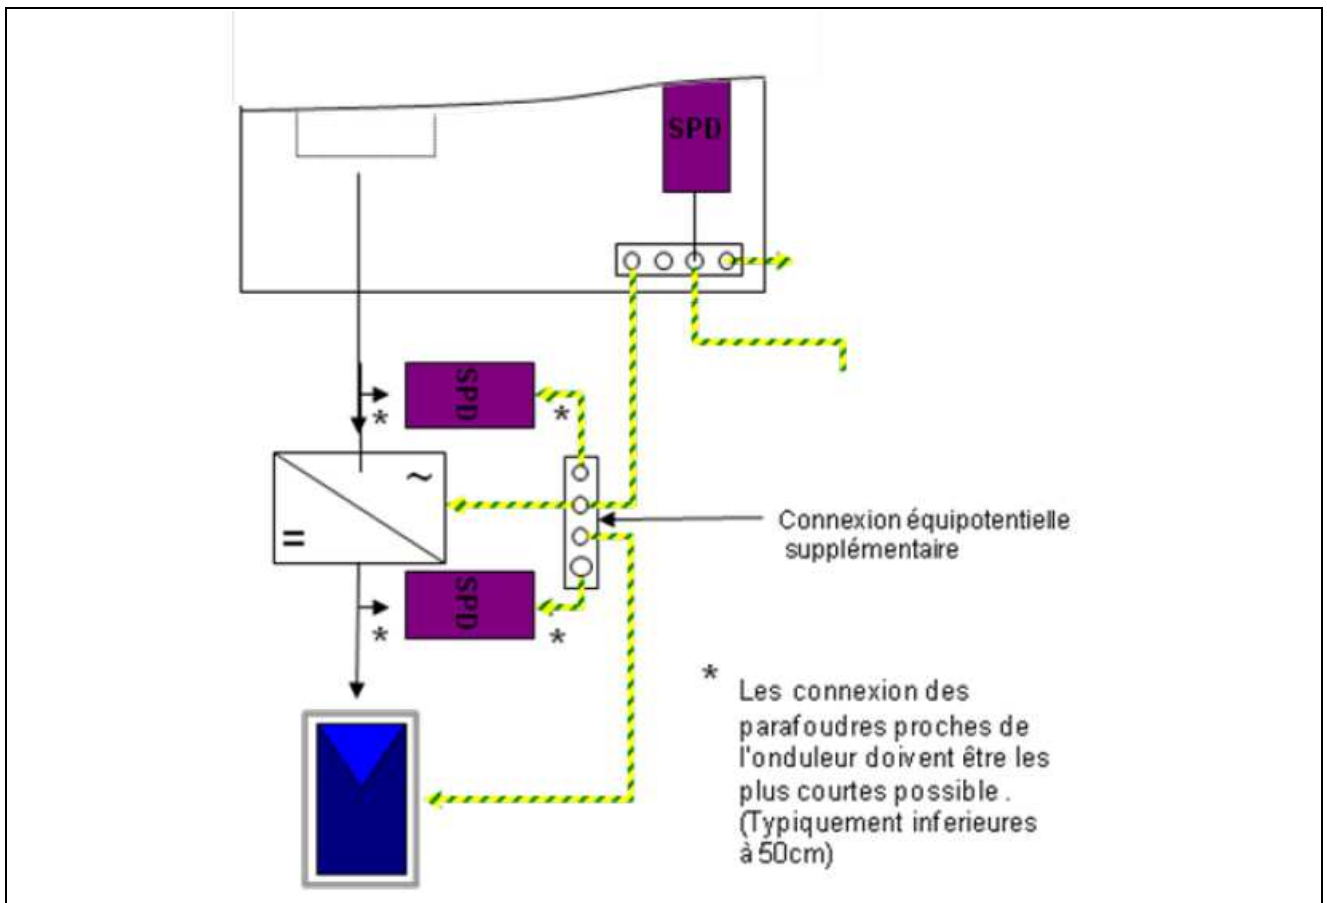 SPD
SPD
*
*
~
=
Connexion équipotentielle
supplémentaire
SPD
*
*
*
Les connexion des
parafoudres proches de
l'onduleur doivent être les
plus courtes possible .
(Typiquement inferieures
à 50cm)